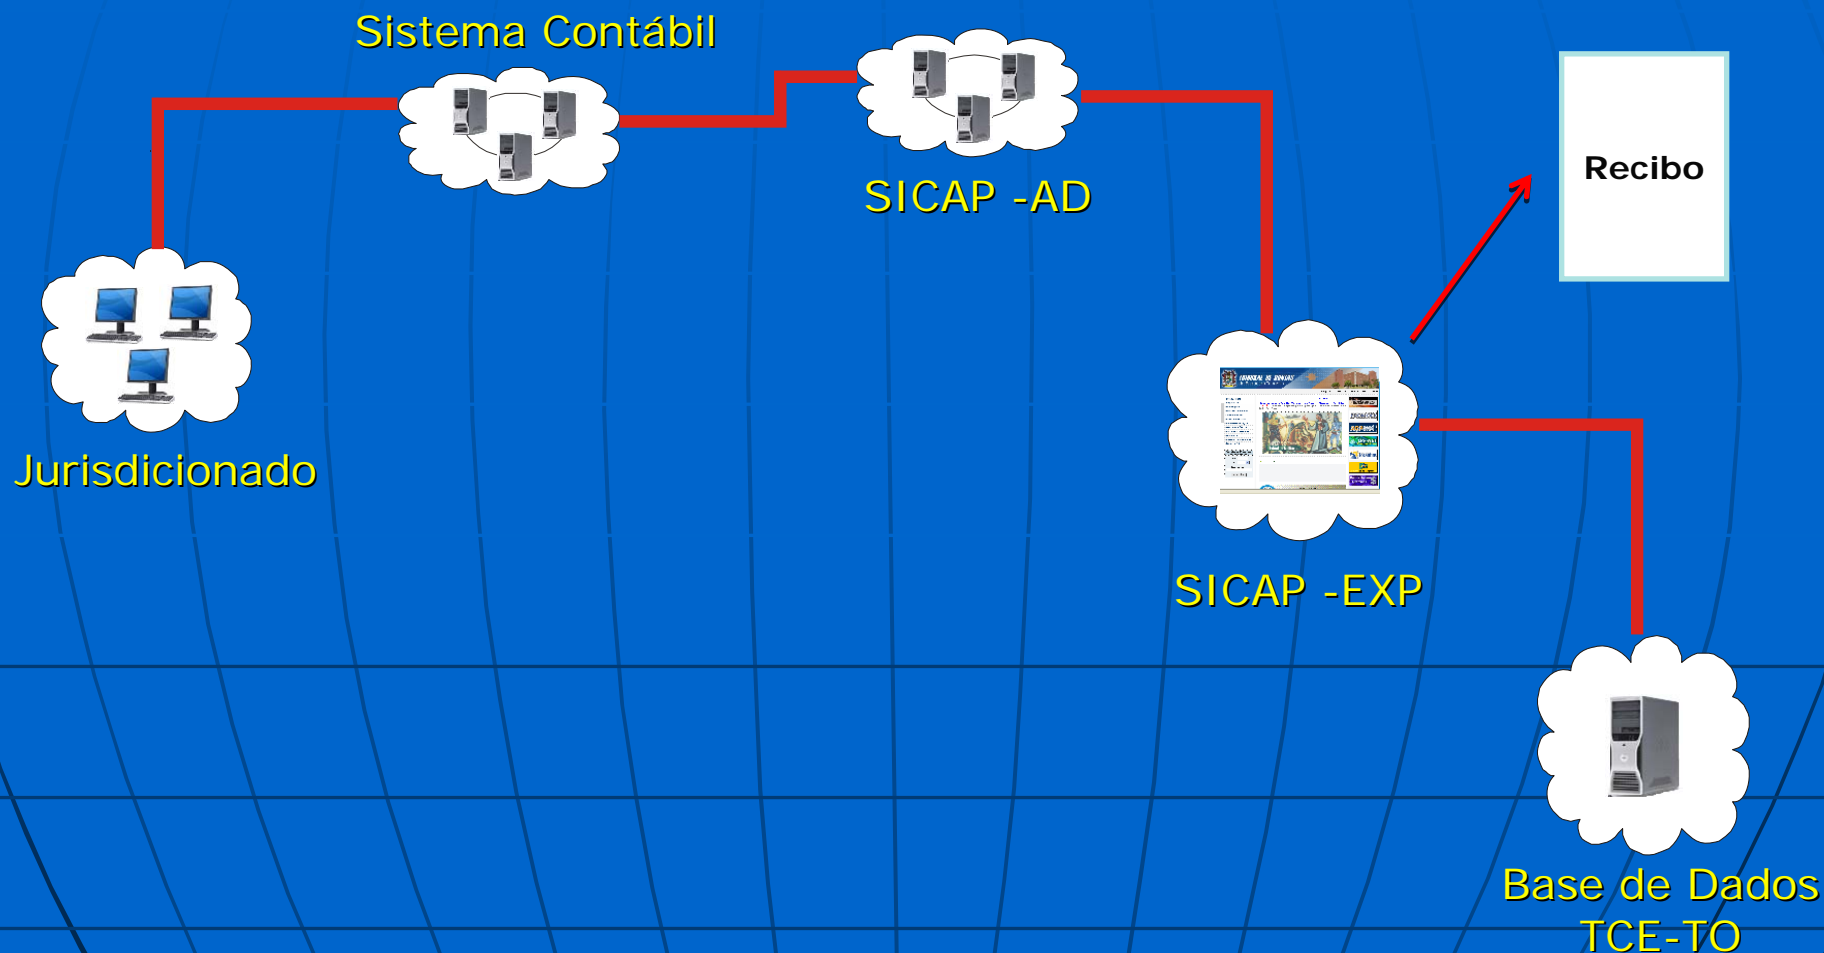 Sistema Contábil
Recibo
SICAP -AD
Jurisdicionado
SICAP -EXP
Base de Dados
TCE-TO